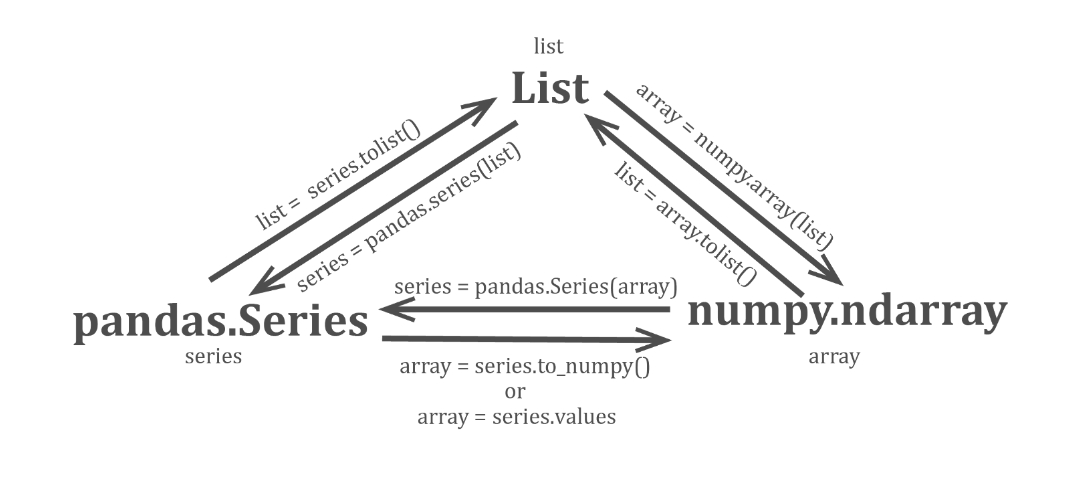 list
List
list =  series.tolist()
series = pandas.series(list)
array = numpy.array(list)
list = array.tolist()
series = pandas.Series(array)
pandas.Series
series
numpy.ndarray
array
array = series.to_numpy()
or
array = series.values